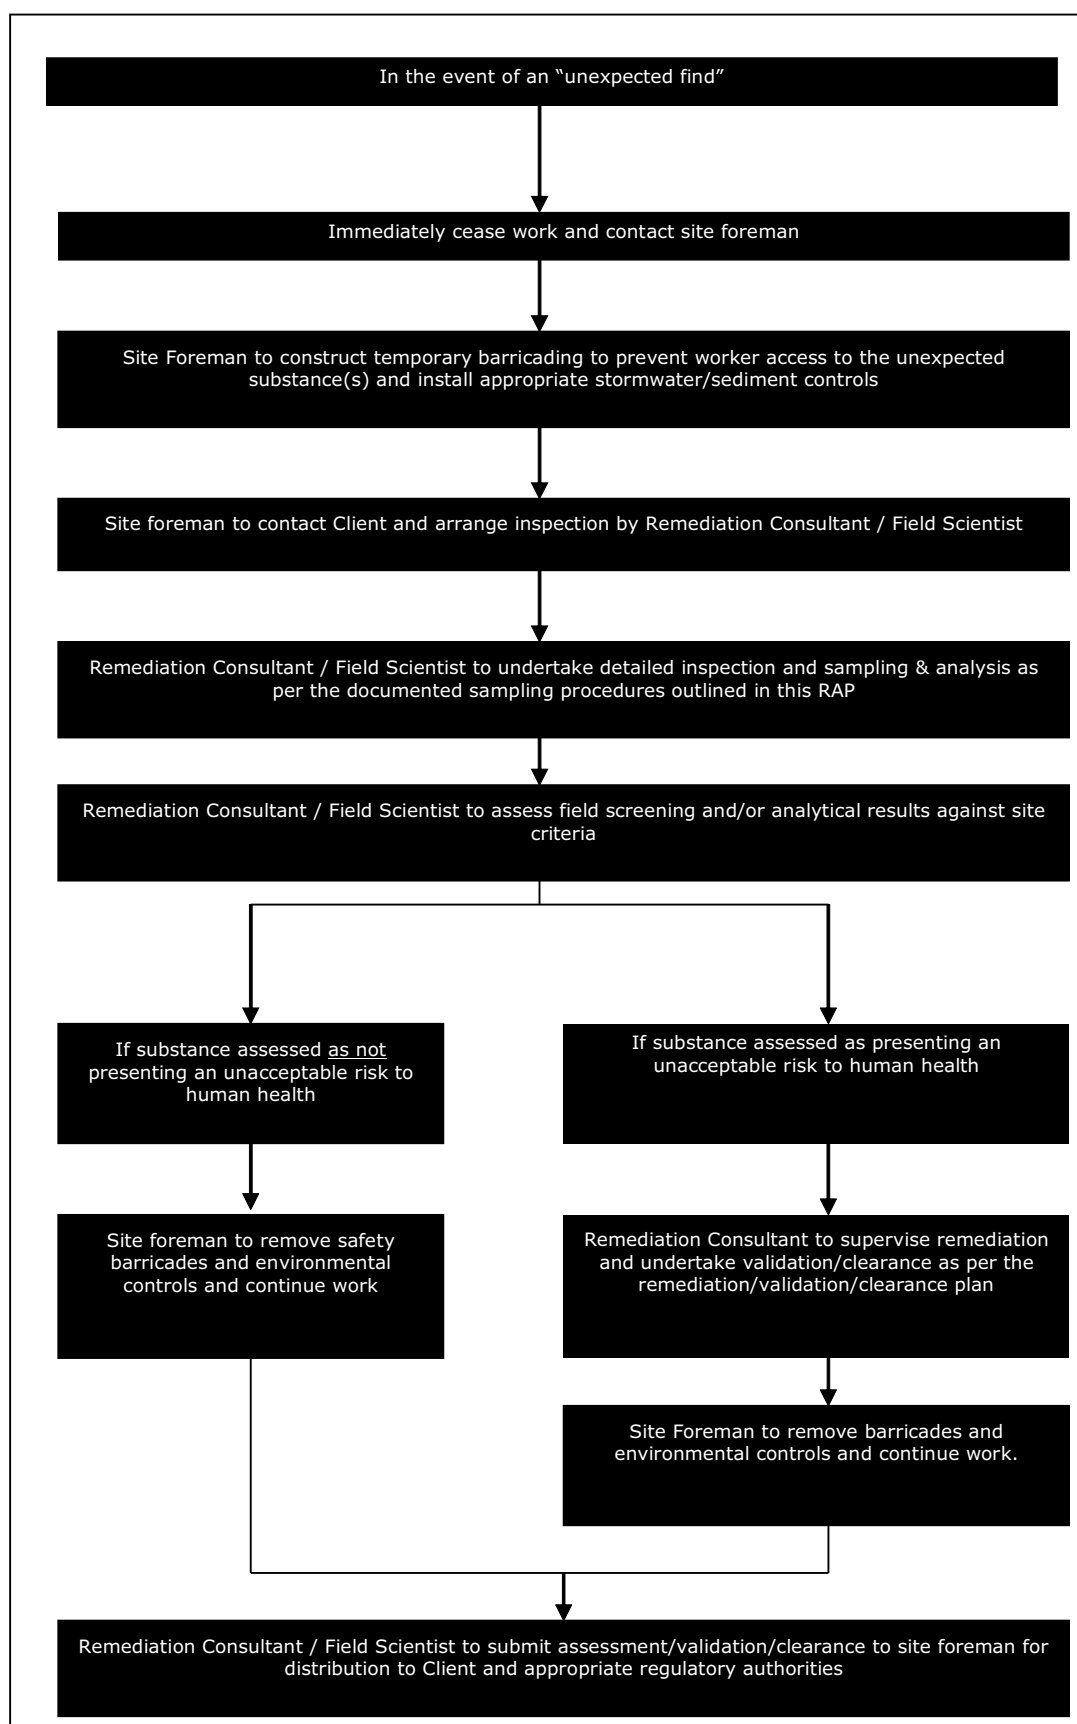 In the event of an “unexpected find”
Immediately cease work and contact site foreman
Site Foreman to construct temporary barricading to prevent worker access to the unexpected
substance(s) and install appropriate stormwater/sediment controls
Site foreman to contact Client and arrange inspection by Remediation Consultant / Field Scientist
Remediation Consultant / Field Scientist to undertake detailed inspection and sampling & analysis as
per the documented sampling procedures outlined in this RAP
Remediation Consultant / Field Scientist to assess field screening and/or analytical results against site
criteria
If substance assessed as not
presenting an unacceptable risk to
human health
If substance assessed as presenting an
unacceptable risk to human health
Site foreman to remove safety
barricades and environmental
controls and continue work
Remediation Consultant to supervise remediation
and undertake validation/clearance as per the
remediation/validation/clearance plan
Site Foreman to remove barricades and
environmental controls and continue work.
Remediation Consultant / Field Scientist to submit assessment/validation/clearance to site foreman for
distribution to Client and appropriate regulatory authorities